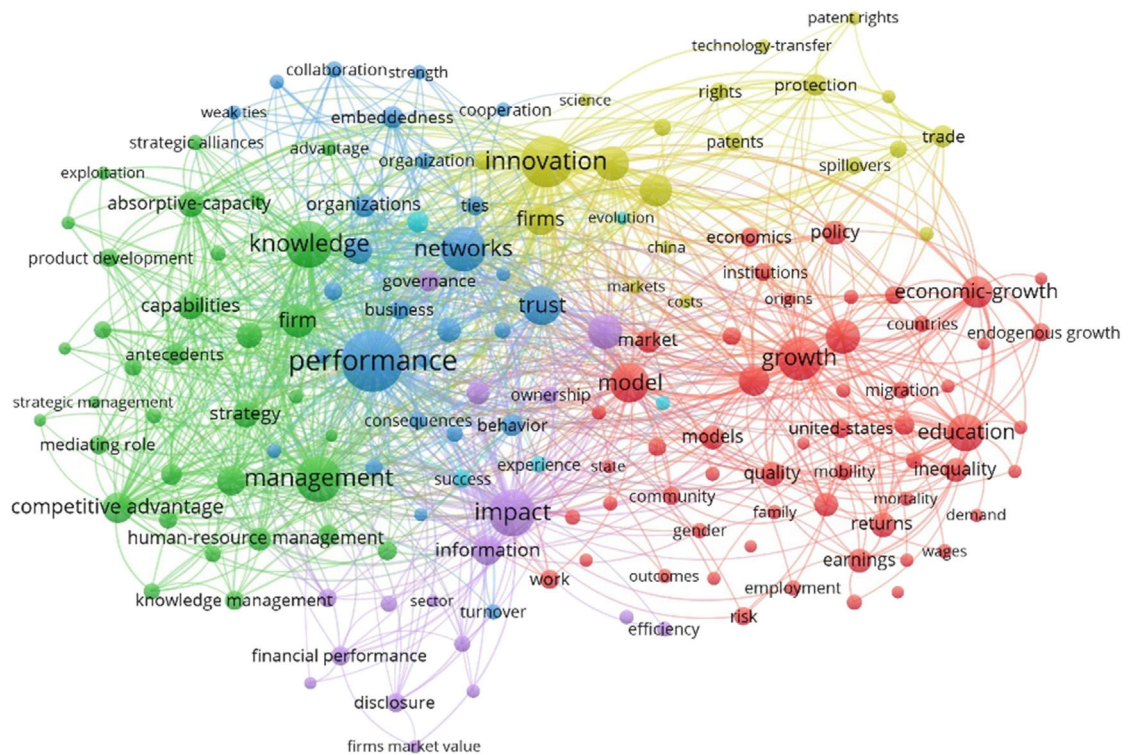 patent rights
technology-transfer
collaboration
strength
protection
rights
science
weak ties
cooperation
embeddedness
trade
patents
strategic alliances
advantage
organization
innovation
spillovers
exploitation
absorptive-capacity
organizations
ties
firms
evolution
economics
policy
knowledge
networks
china
product development
governance
institutions
markets
economic-growth
costs
origins
capabilities
business
trust
firm
countries
endogenous growth
market
antecedents
performance
growth
model
migration
ownership
strategic management
strategy
consequences
behavior
united-states
education
mediating role
models
experience
state
quality
mobility
inequality
management
success
community
mortality
competitive advantage
impact
family
demand
gender
returns
human-resource management
information
wages
work
outcomes
earnings
employment
knowledge management
sector
turnover
risk
efficiency
financial performance
disclosure
firms market value